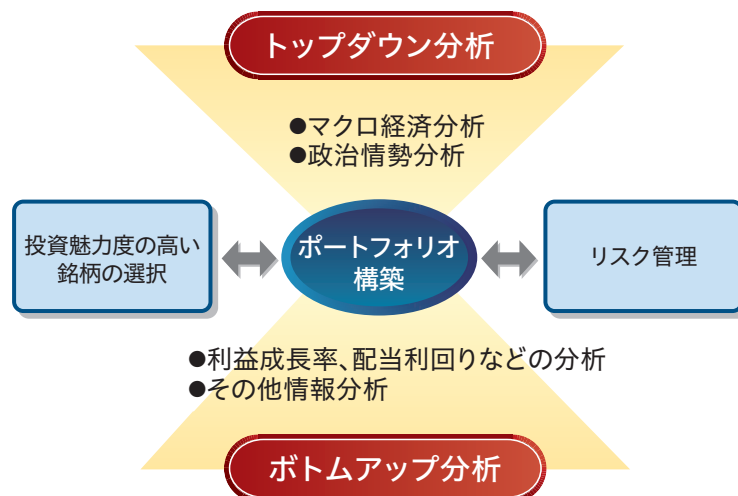 トップダウン分析
●マクロ経済分析
●政治情勢分析
投資魅力度の高い
銘柄の選択
ポートフォリオ
構築
リスク管理
●利益成長率、配当利回りなどの分析
●その他情報分析
ボトムアップ分析